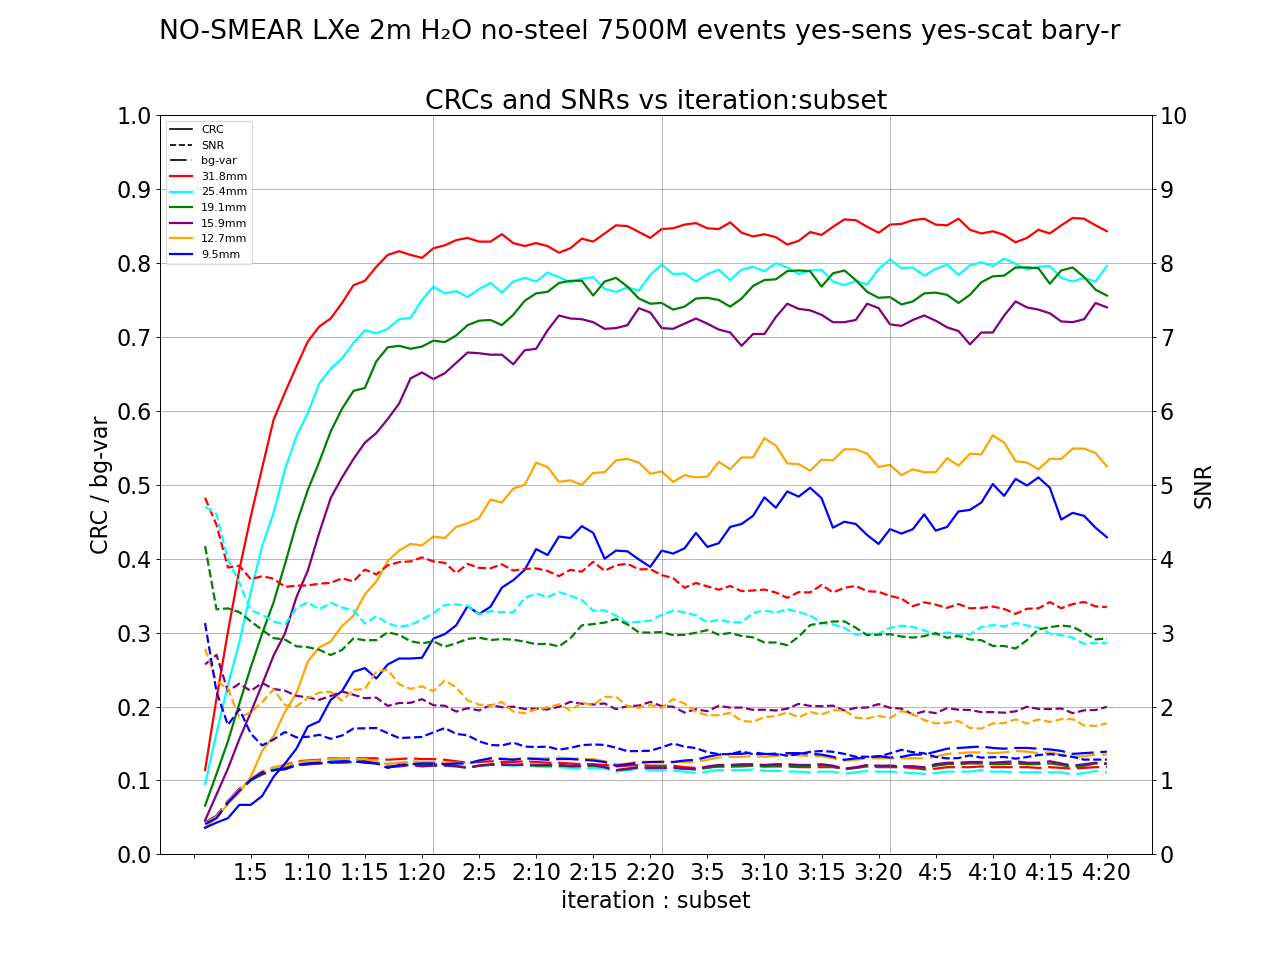 NO-SMEAR LXe 2m H₂O no-steel 7500M events yes-sens yes-scat bary-r
CRCs and SNRs vs iteration:subset
1.0
0.9
0.8
0.7
0.6
0.5
0.4
0.3
0.2
0.1
0.0
CRC / bg-var
CRC
SNR
bg-var
31.8mm
25.4mm
19.1mm
15.9mm
12.7mm
9.5mm
10
9
8
7
6
5
4
3
2
1
0
SNR
1:5 1:10 1:15 1:20 2:5 2:10 2:15 2:20 3:5 3:10 3:15 3:20 4:5 4:10 4:15 4:20
iteration : subset